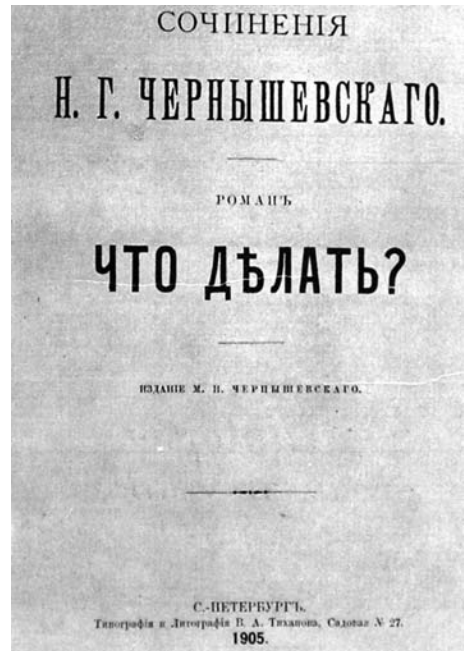 СОЧИНЕНІЯ
Н. Г. ЧЕРНЫШЕВСКАГО.
РОМАНЪ
ЧТО ДѢЛАТЬ?
ИЗДАНІЕ М. Н. ЧЕРНЫШЕВСКАГО.
С.-ПЕТЕРБУРГЪ.
Типографія и Литографія В. А. Тиханова, Садовая № 27.
1905.